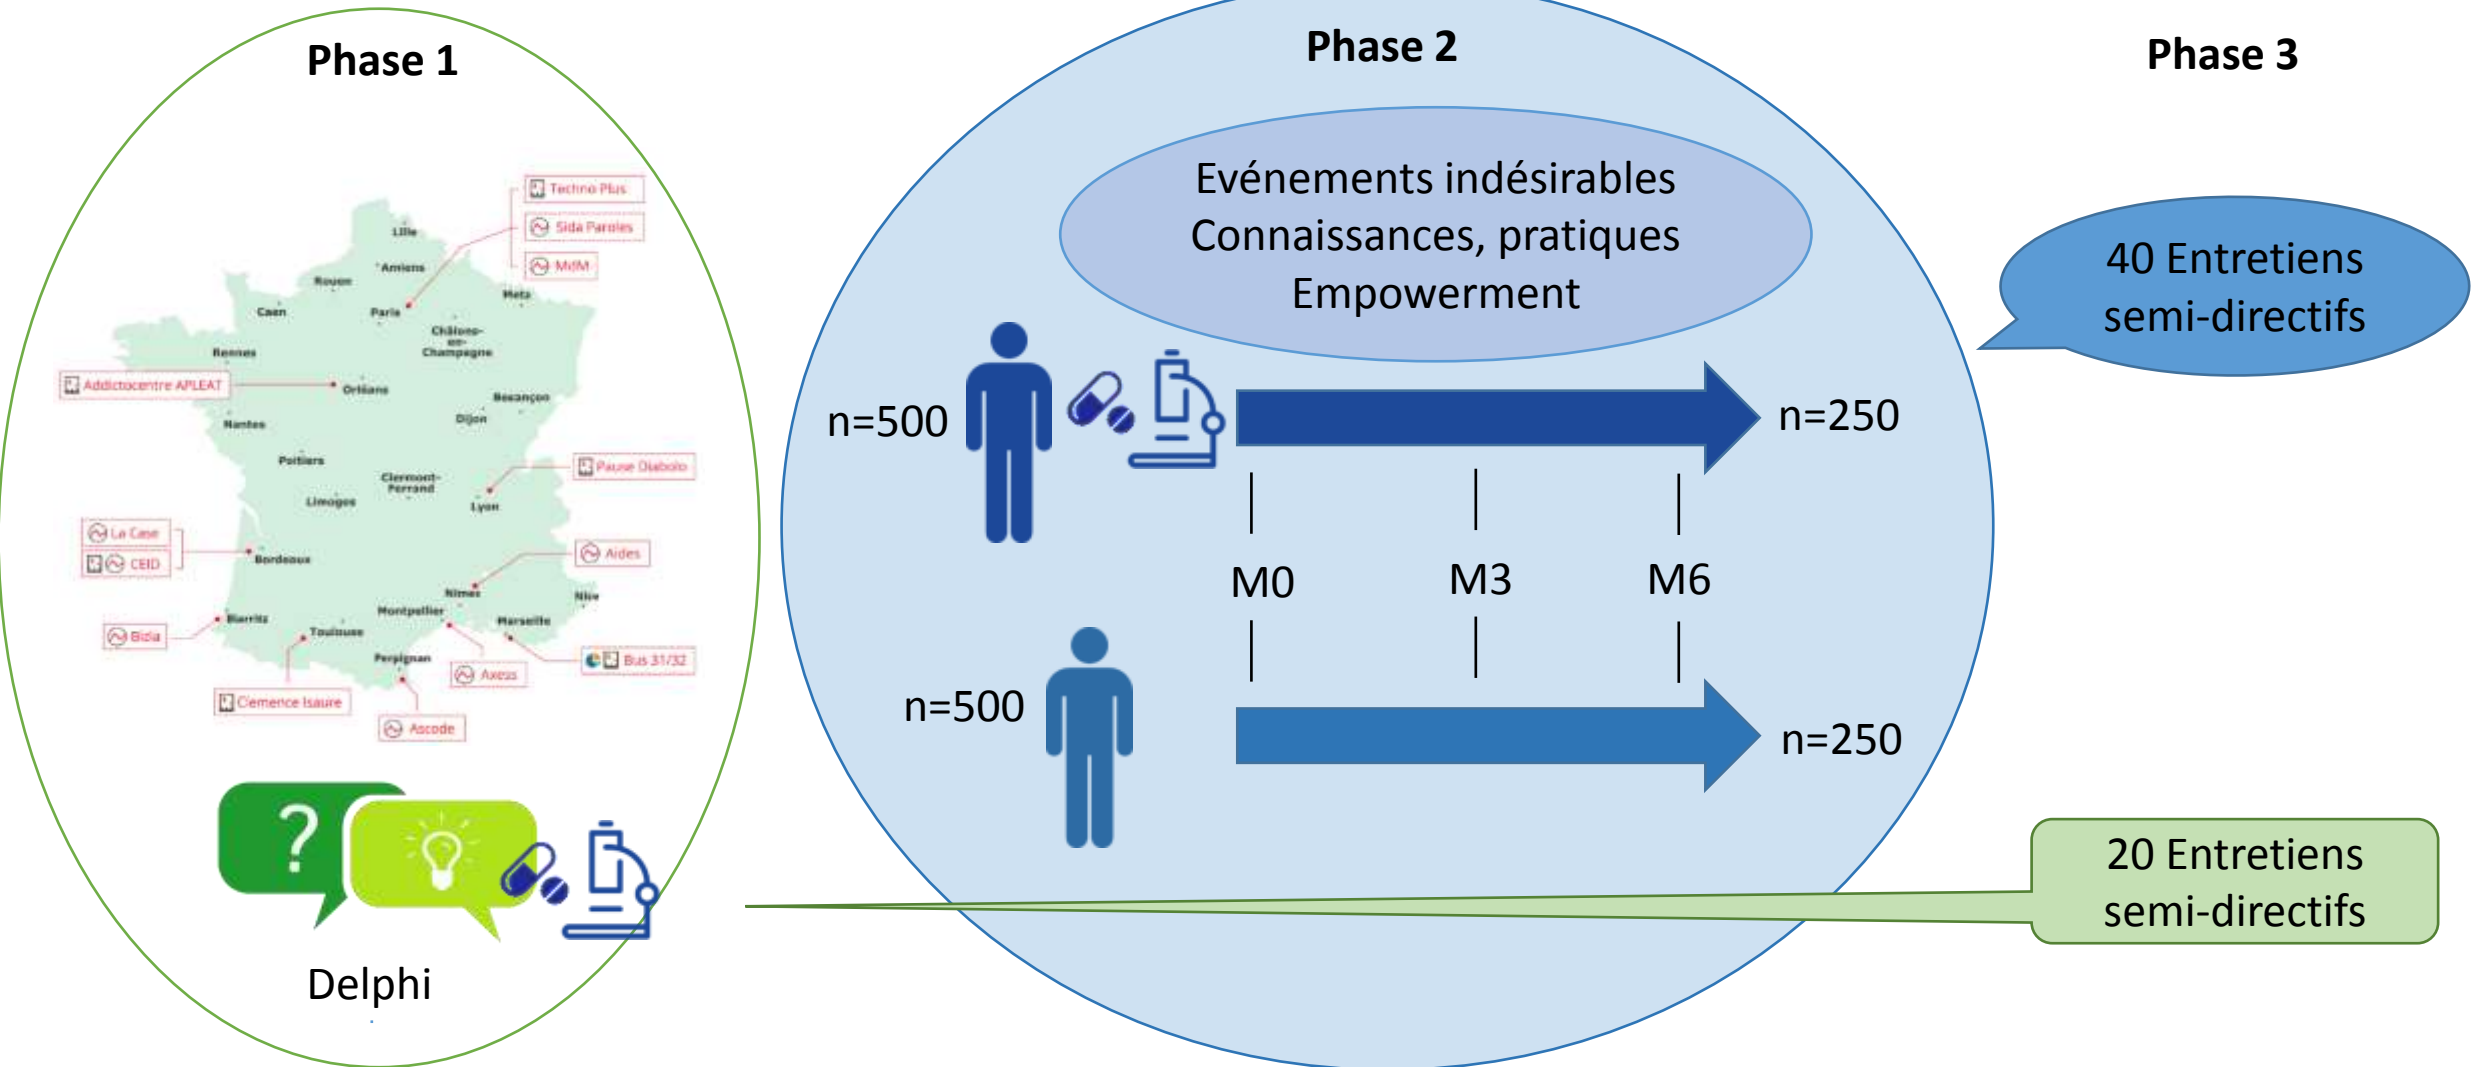 Phase 1
Techno Plus
Sida Paroles
MdM
Lille
Amiens
Rouen
Metz
Caen
Paris
Châlons-
en-
Champagne
Rennes
Addictocentre APLEAT
Orléans
Besançon
Dijon
Nantes
Poitiers
Clermont-
Ferrand
Pause Diabolo
Limoges
Lyon
La Case
CEID
Bordeaux
Aides
Nîmes
Nice
Montpellier
Biarritz
Marseille
Bizia
Toulouse
Perpignan
Bus 31/32
Axess
Clemence Isaure
Ascode
?
Delphi
Phase 2
Evénements indésirables
Connaissances, pratiques
Empowerment
n=500
n=250
M0
M3
M6
n=500
n=250
Phase 3
40 Entretiens
semi-directifs
20 Entretiens
semi-directifs